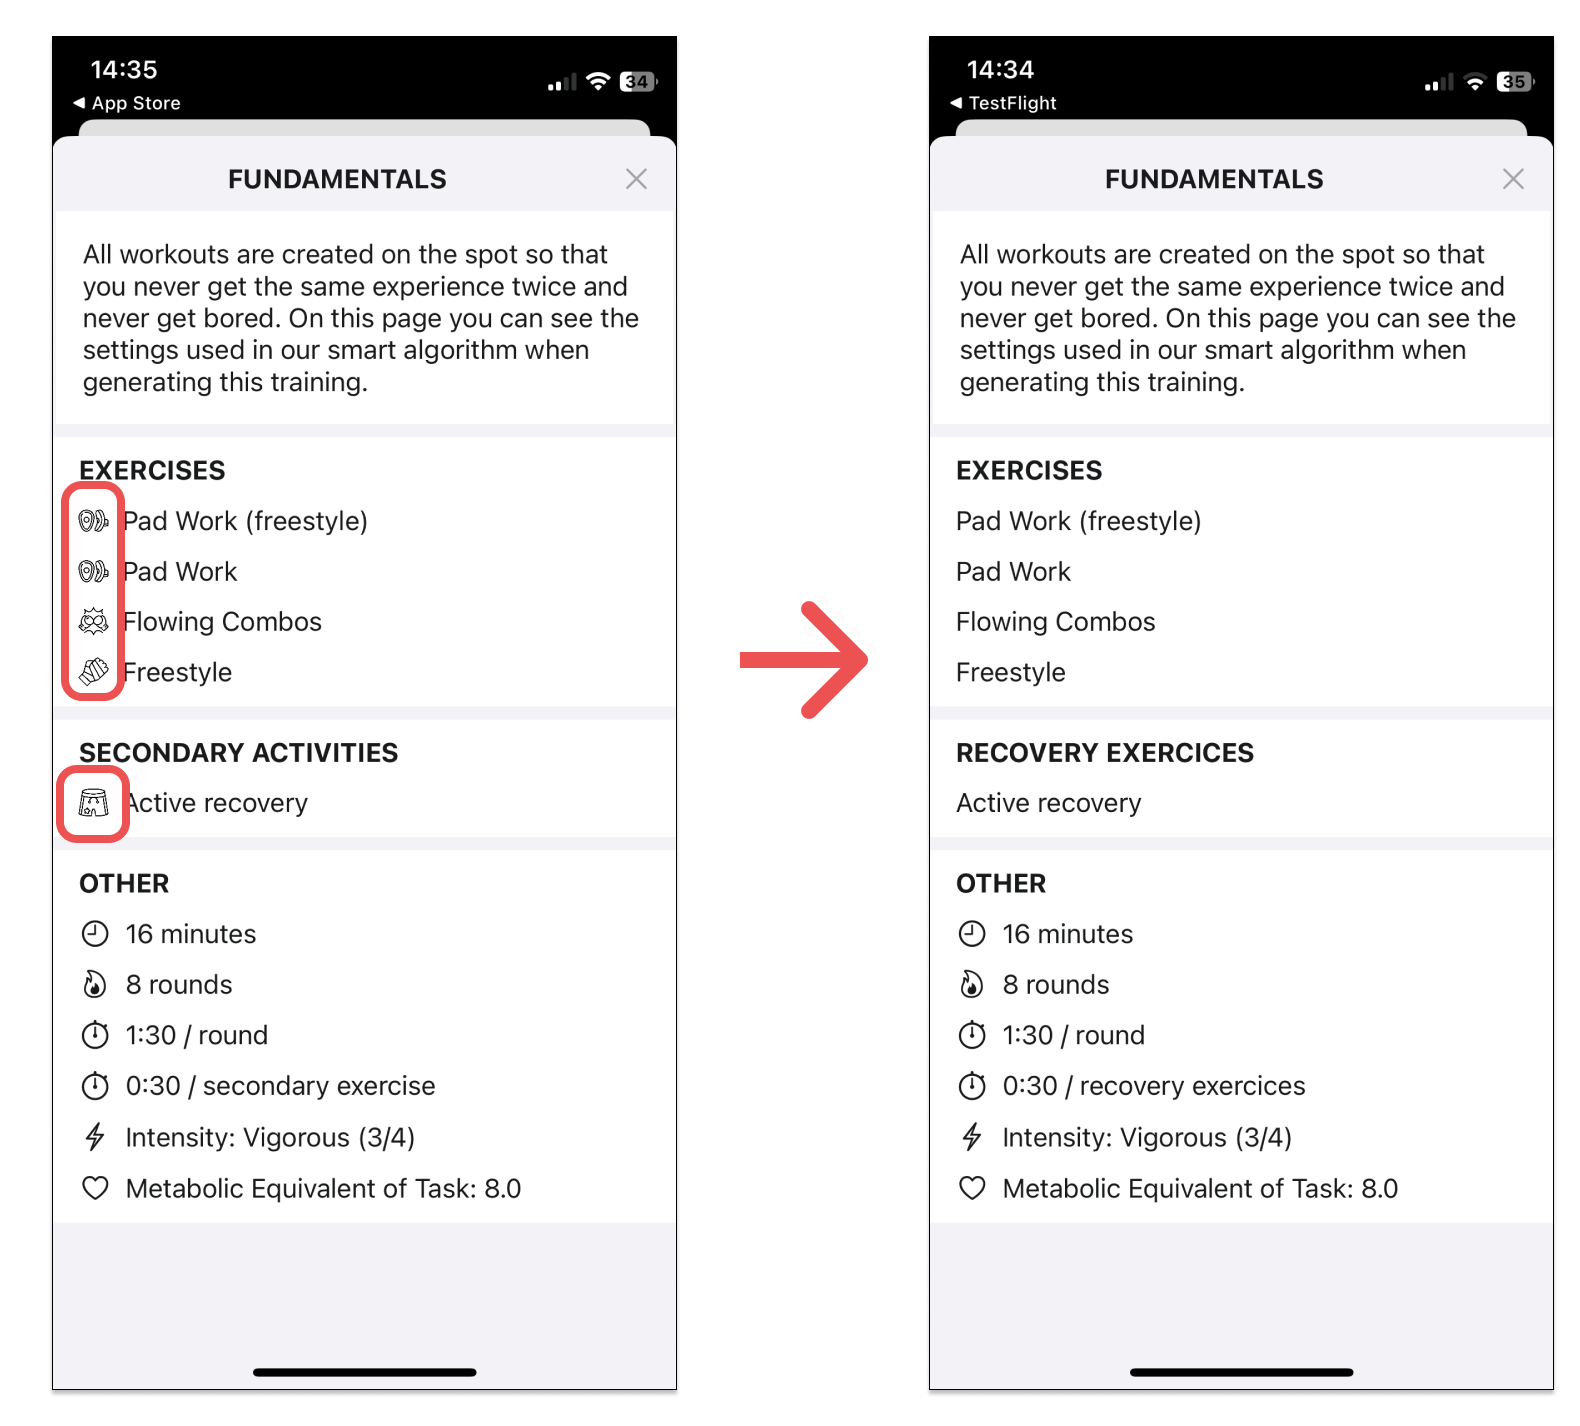 14:35
34
◀ App Store
FUNDAMENTALS
All workouts are created on the spot so that
you never get the same experience twice and
never get bored. On this page you can see the
settings used in our smart algorithm when
generating this training.
EXERCISES
Pad Work (freestyle)
Pad Work
Flowing Combos
Freestyle
SECONDARY ACTIVITIES
Active recovery
OTHER
16 minutes
8 rounds
1:30 / round
0:30 / secondary exercise
Intensity: Vigorous (3/4)
Metabolic Equivalent of Task: 8.0
14:34
35
◀ TestFlight
FUNDAMENTALS
All workouts are created on the spot so that
you never get the same experience twice and
never get bored. On this page you can see the
settings used in our smart algorithm when
generating this training.
EXERCISES
Pad Work (freestyle)
Pad Work
Flowing Combos
Freestyle
RECOVERY EXERCICES
Active recovery
OTHER
16 minutes
8 rounds
1:30 / round
0:30 / recovery exercices
Intensity: Vigorous (3/4)
Metabolic Equivalent of Task: 8.0